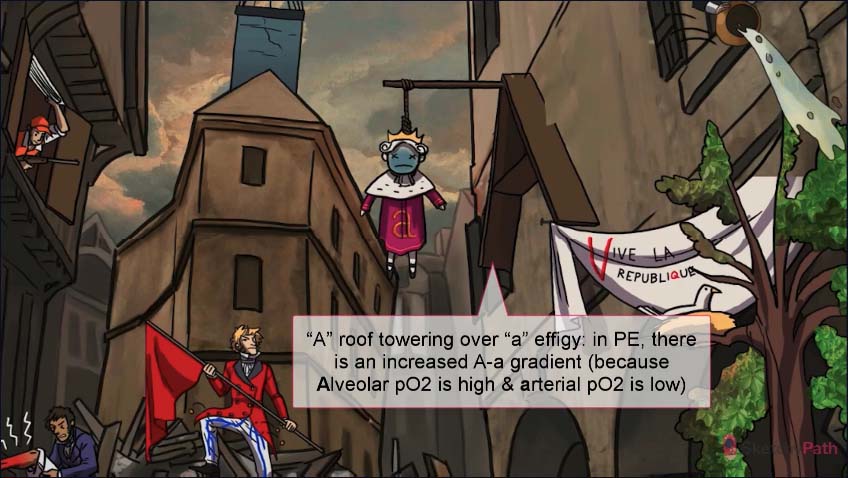 a
VIVE LA
REPUBLIQUE
“A” roof towering over “a” effigy: in PE, there
is an increased A-a gradient (because
Alveolar pO2 is high & arterial pO2 is low)
SketchyPath